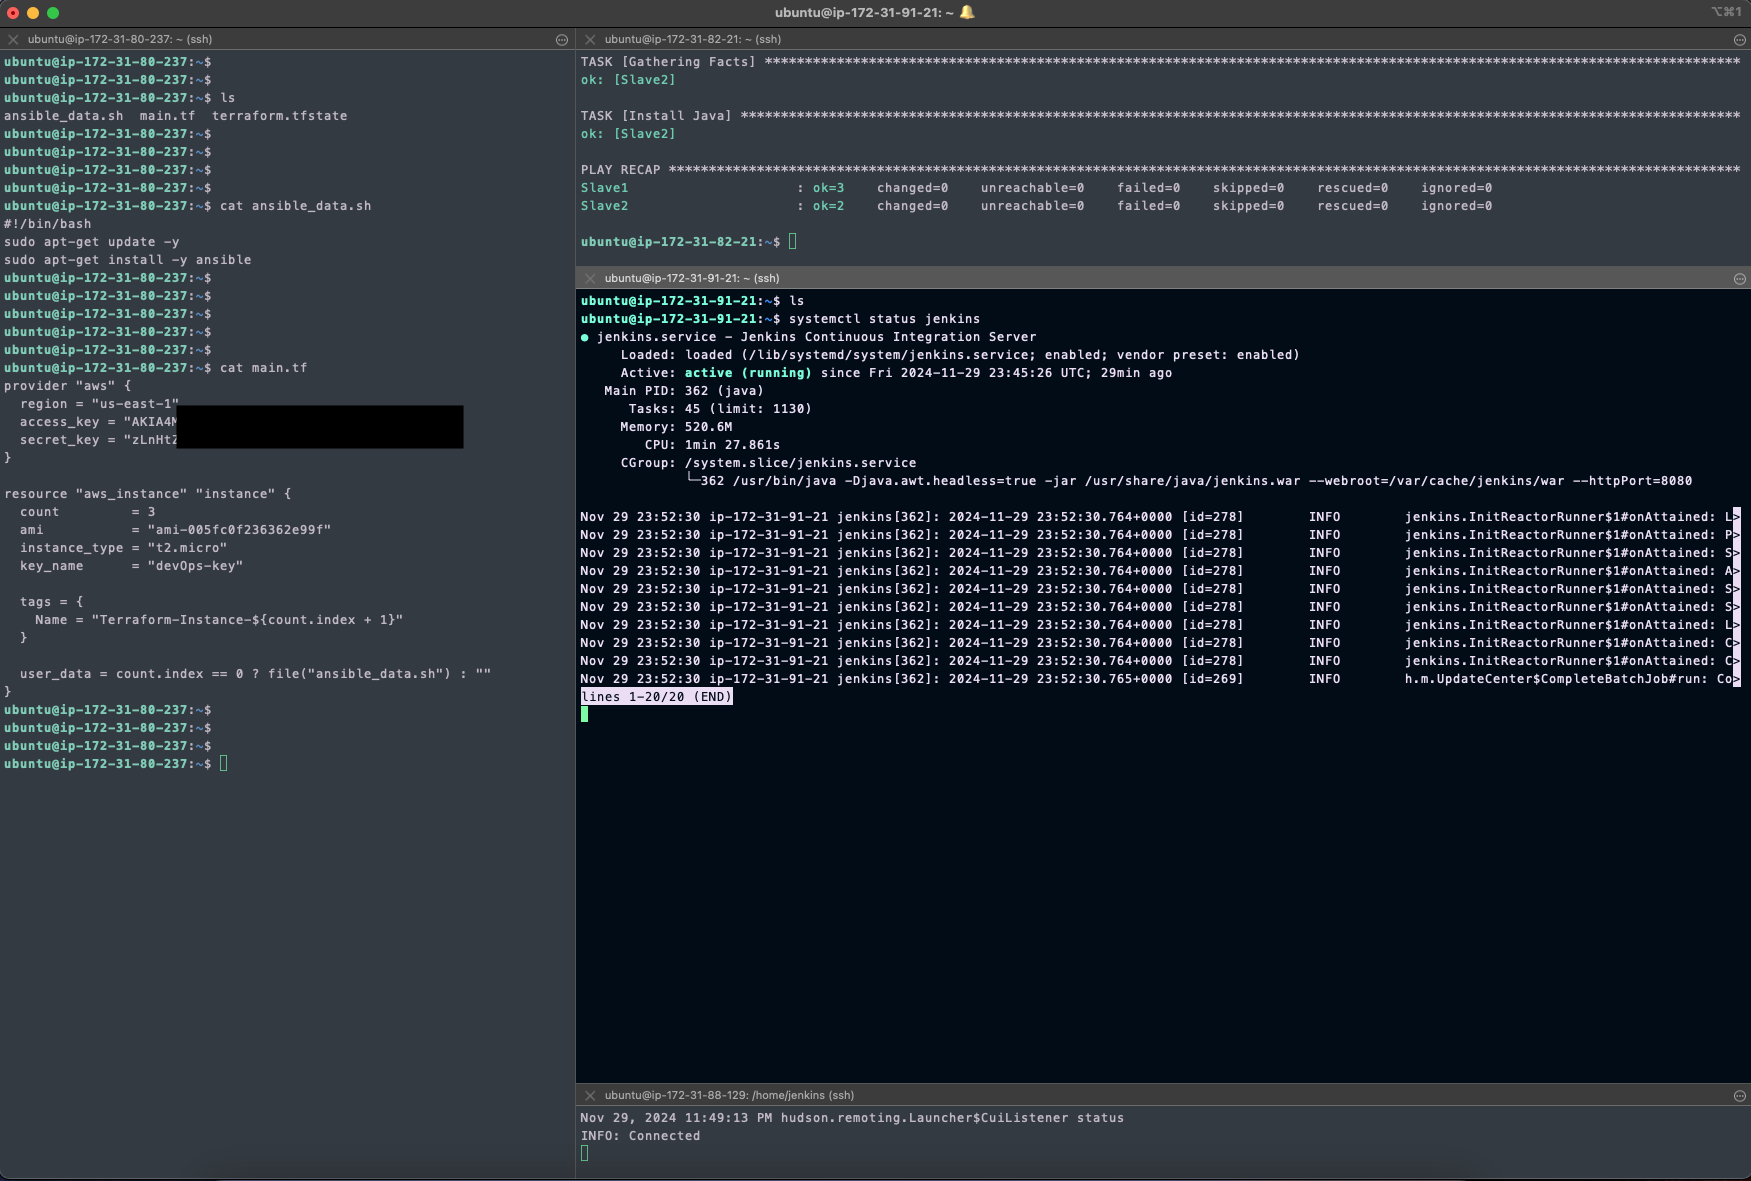 ubuntu@ip-172-31-91-21: ~ 🔔
⌥⌘1
ubuntu@ip-172-31-80-237: ~ (ssh)
ubuntu@ip-172-31-80-237:~$
ubuntu@ip-172-31-80-237:~$
ubuntu@ip-172-31-80-237:~$ ls
ansible_data.sh  main.tf  terraform.tfstate
ubuntu@ip-172-31-80-237:~$
ubuntu@ip-172-31-80-237:~$
ubuntu@ip-172-31-80-237:~$
ubuntu@ip-172-31-80-237:~$
ubuntu@ip-172-31-80-237:~$ cat ansible_data.sh
#!/bin/bash
sudo apt-get update -y
sudo apt-get install -y ansible
ubuntu@ip-172-31-80-237:~$
ubuntu@ip-172-31-80-237:~$
ubuntu@ip-172-31-80-237:~$
ubuntu@ip-172-31-80-237:~$
ubuntu@ip-172-31-80-237:~$
ubuntu@ip-172-31-80-237:~$ cat main.tf
provider "aws" {
  region = "us-east-1"
  access_key = "AKIA4M
  secret_key = "zLnHtZ
}

resource "aws_instance" "instance" {
  count         = 3
  ami           = "ami-005fc0f236362e99f"
  instance_type = "t2.micro"
  key_name      = "devOps-key"

  tags = {
    Name = "Terraform-Instance-${count.index + 1}"
  }

  user_data = count.index == 0 ? file("ansible_data.sh") : ""
}
ubuntu@ip-172-31-80-237:~$
ubuntu@ip-172-31-80-237:~$
ubuntu@ip-172-31-80-237:~$
ubuntu@ip-172-31-80-237:~$
ubuntu@ip-172-31-82-21: ~ (ssh)
TASK [Gathering Facts] **************************************************************************************************************************
ok: [Slave2]

TASK [Install Java] *****************************************************************************************************************************
ok: [Slave2]

PLAY RECAP **************************************************************************************************************************************
Slave1                     : ok=3    changed=0    unreachable=0    failed=0    skipped=0    rescued=0    ignored=0
Slave2                     : ok=2    changed=0    unreachable=0    failed=0    skipped=0    rescued=0    ignored=0

ubuntu@ip-172-31-82-21:~$
ubuntu@ip-172-31-91-21: ~ (ssh)
ubuntu@ip-172-31-91-21:~$ ls
ubuntu@ip-172-31-91-21:~$ systemctl status jenkins
● jenkins.service - Jenkins Continuous Integration Server
     Loaded: loaded (/lib/systemd/system/jenkins.service; enabled; vendor preset: enabled)
     Active: active (running) since Fri 2024-11-29 23:45:26 UTC; 29min ago
   Main PID: 362 (java)
      Tasks: 45 (limit: 1130)
     Memory: 520.6M
        CPU: 1min 27.861s
     CGroup: /system.slice/jenkins.service
             └─362 /usr/bin/java -Djava.awt.headless=true -jar /usr/share/java/jenkins.war --webroot=/var/cache/jenkins/war --httpPort=8080

Nov 29 23:52:30 ip-172-31-91-21 jenkins[362]: 2024-11-29 23:52:30.764+0000 [id=278]        INFO        jenkins.InitReactorRunner$1#onAttained: L>
Nov 29 23:52:30 ip-172-31-91-21 jenkins[362]: 2024-11-29 23:52:30.764+0000 [id=278]        INFO        jenkins.InitReactorRunner$1#onAttained: P>
Nov 29 23:52:30 ip-172-31-91-21 jenkins[362]: 2024-11-29 23:52:30.764+0000 [id=278]        INFO        jenkins.InitReactorRunner$1#onAttained: S>
Nov 29 23:52:30 ip-172-31-91-21 jenkins[362]: 2024-11-29 23:52:30.764+0000 [id=278]        INFO        jenkins.InitReactorRunner$1#onAttained: A>
Nov 29 23:52:30 ip-172-31-91-21 jenkins[362]: 2024-11-29 23:52:30.764+0000 [id=278]        INFO        jenkins.InitReactorRunner$1#onAttained: S>
Nov 29 23:52:30 ip-172-31-91-21 jenkins[362]: 2024-11-29 23:52:30.764+0000 [id=278]        INFO        jenkins.InitReactorRunner$1#onAttained: S>
Nov 29 23:52:30 ip-172-31-91-21 jenkins[362]: 2024-11-29 23:52:30.764+0000 [id=278]        INFO        jenkins.InitReactorRunner$1#onAttained: L>
Nov 29 23:52:30 ip-172-31-91-21 jenkins[362]: 2024-11-29 23:52:30.764+0000 [id=278]        INFO        jenkins.InitReactorRunner$1#onAttained: C>
Nov 29 23:52:30 ip-172-31-91-21 jenkins[362]: 2024-11-29 23:52:30.764+0000 [id=278]        INFO        jenkins.InitReactorRunner$1#onAttained: C>
Nov 29 23:52:30 ip-172-31-91-21 jenkins[362]: 2024-11-29 23:52:30.765+0000 [id=269]        INFO        h.m.UpdateCenter$CompleteBatchJob#run: Co>
lines 1-20/20 (END)
ubuntu@ip-172-31-88-129: /home/jenkins (ssh)
Nov 29, 2024 11:49:13 PM hudson.remoting.Launcher$CuiListener status
INFO: Connected